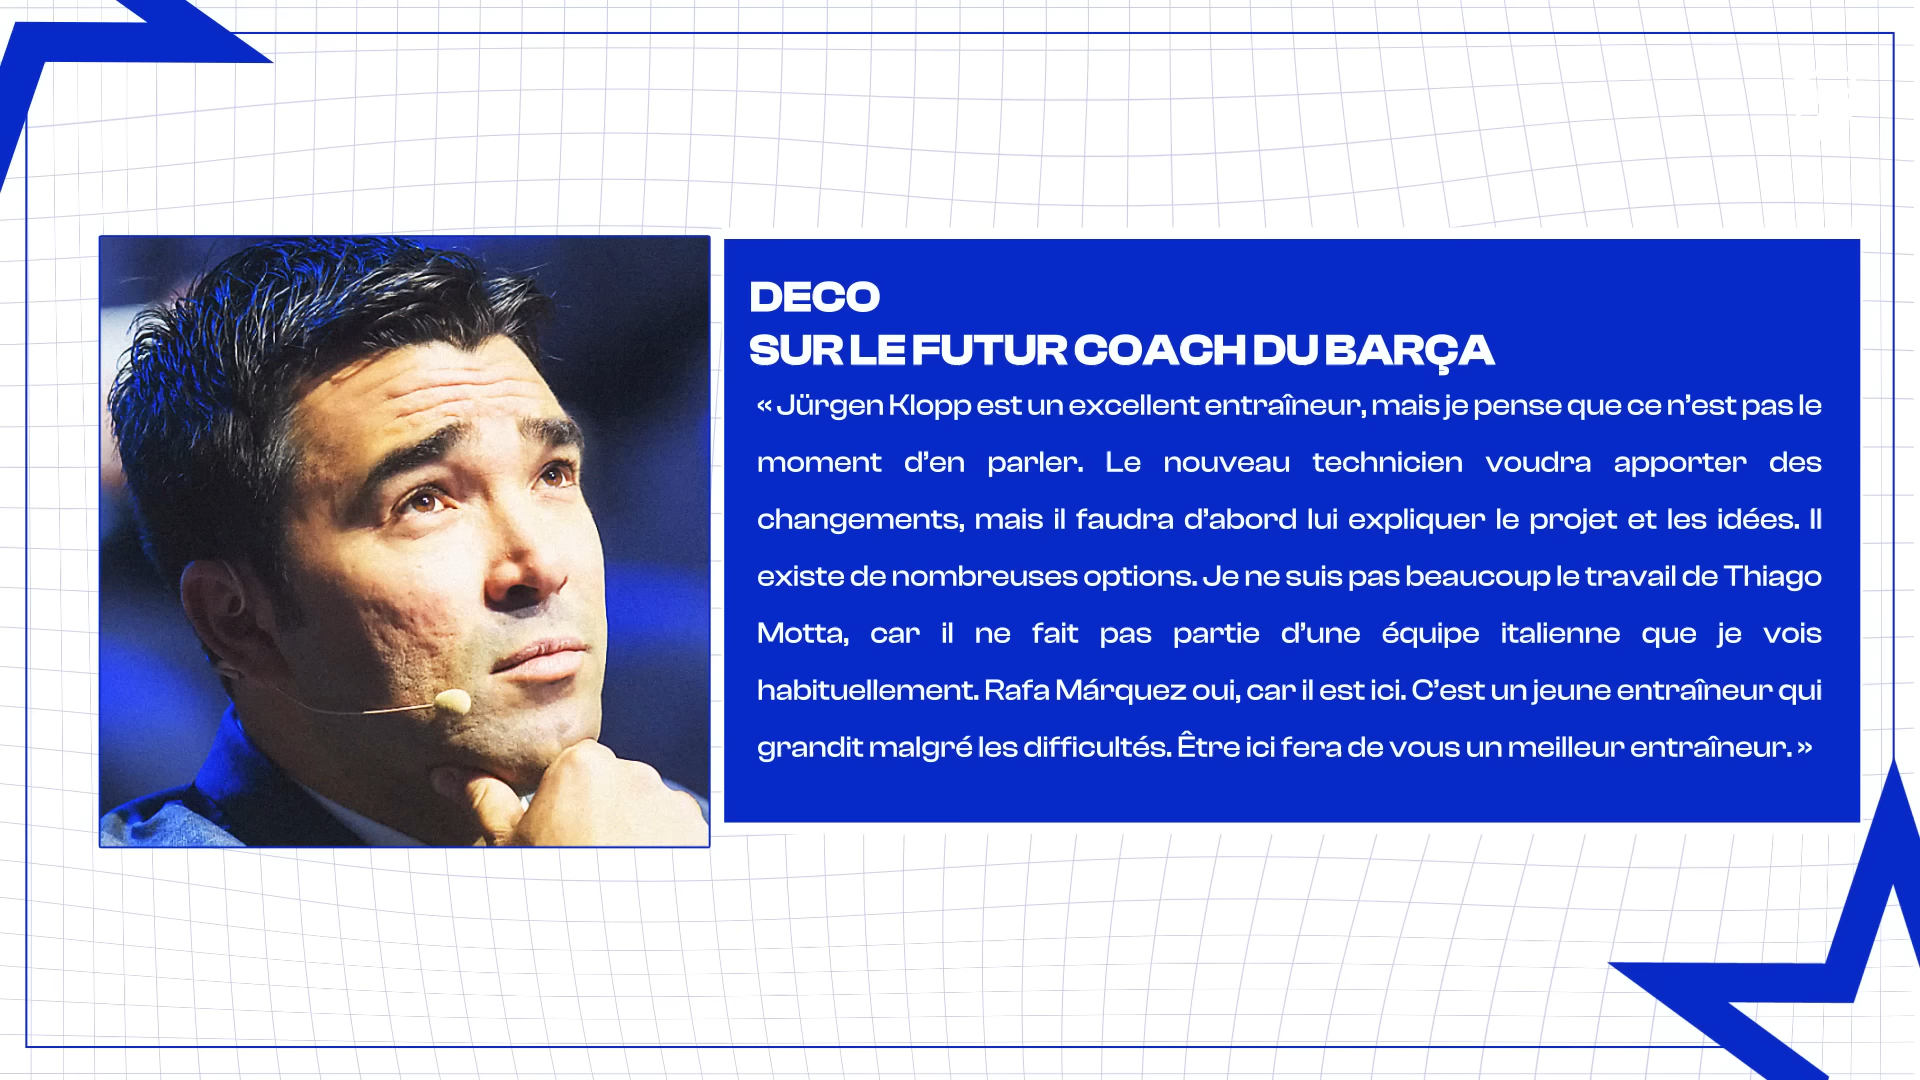 DECO
SUR LE FUTUR COACH DU BARÇA
« Jürgen Klopp est un excellent entraîneur, mais je pense que ce n’est pas le
moment d’en parler. Le nouveau technicien voudra apporter des
changements, mais il faudra d’abord lui expliquer le projet et les idées. Il
existe de nombreuses options. Je ne suis pas beaucoup le travail de Thiago
Motta, car il ne fait pas partie d’une équipe italienne que je vois
habituellement. Rafa Márquez oui, car il est ici. C’est un jeune entraîneur qui
grandit malgré les difficultés. Être ici fera de vous un meilleur entraîneur. »